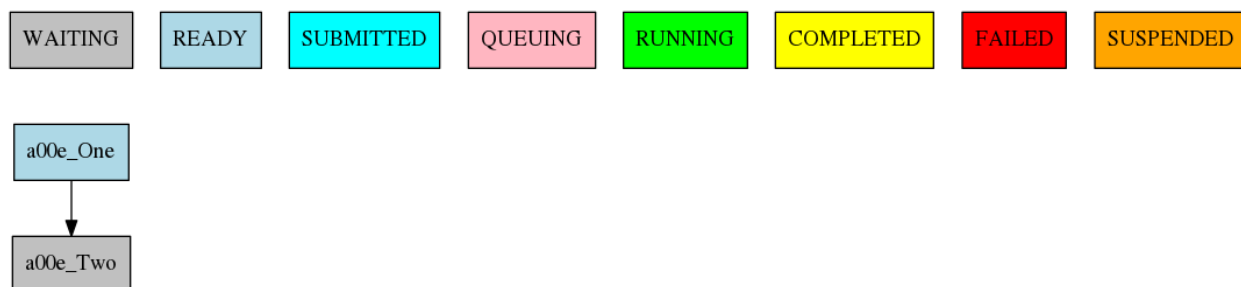 WAITING READY SUBMITTED QUEUING RUNNING COMPLETED FAILED SUSPENDED
a00e_One
a00e_Two